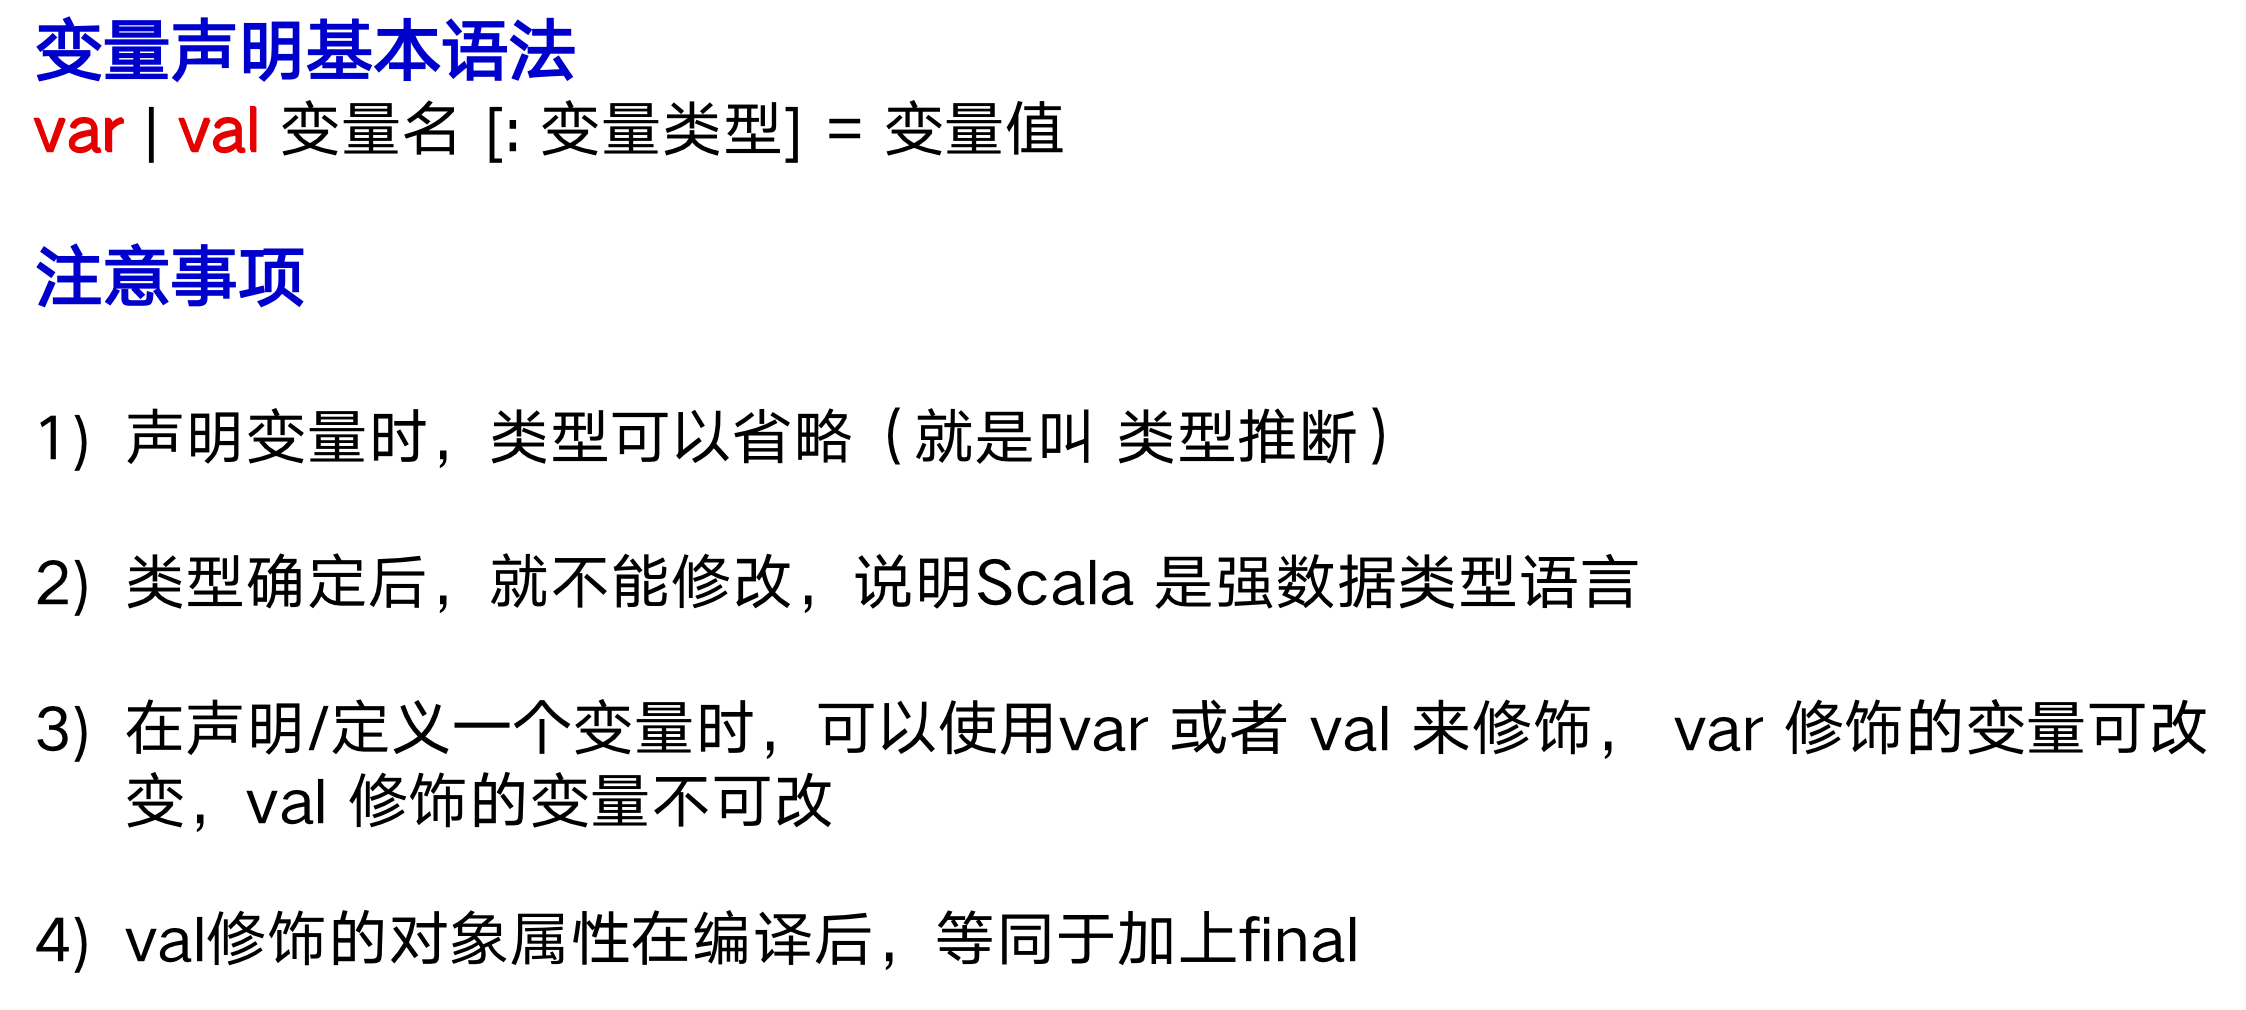 变量声明基本语法
var | val 变量名 [: 变量类型] = 变量值
注意事项
1) 声明变量时，类型可以省略（就是叫 类型推断）
2) 类型确定后，就不能修改，说明Scala 是强数据类型语言
3) 在声明/定义一个变量时，可以使用var 或者 val 来修饰， var 修饰的变量可改
变，val 修饰的变量不可改
4) val修饰的对象属性在编译后，等同于加上final